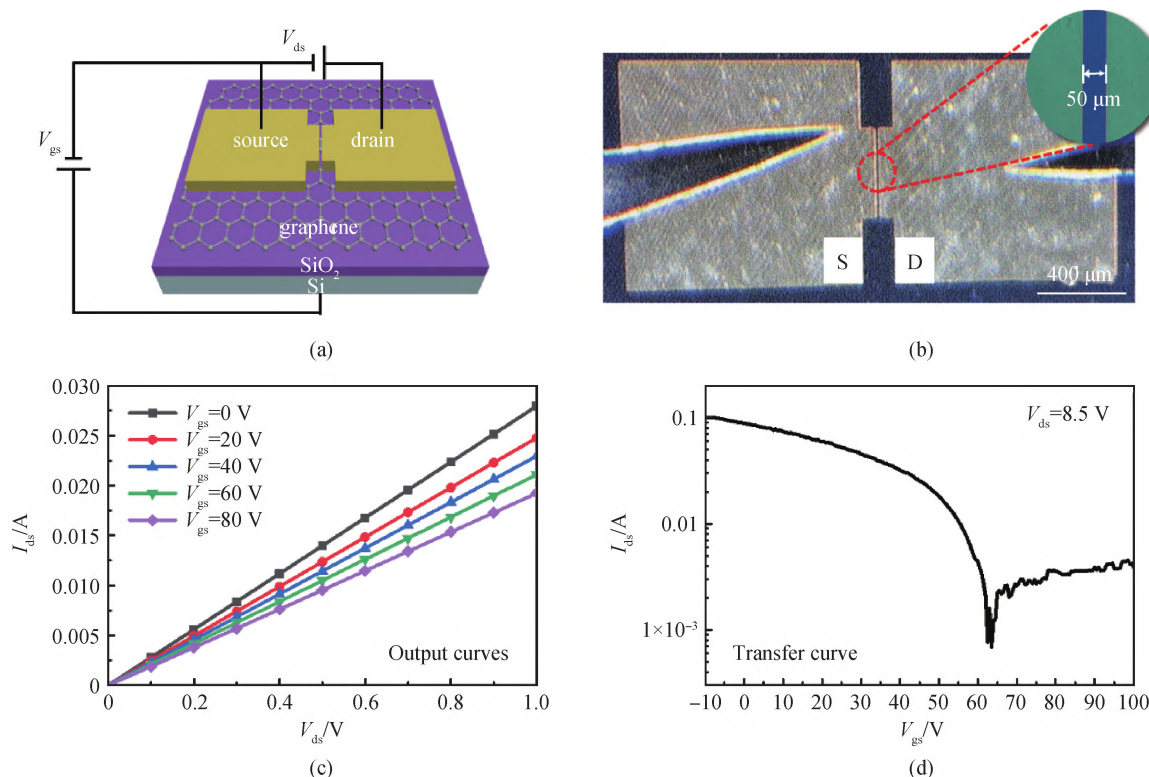 V_ds
V_gs
source
drain
graphene
SiO₂
Si
(a)
50 μm
S
D
400 μm
(b)
0.030
0.025
0.020
0.015
0.010
0.005
0
I_ds/A
V_gs=0 V
V_gs=20 V
V_gs=40 V
V_gs=60 V
V_gs=80 V
Output curves
0 0.2 0.4 0.6 0.8 1.0
V_ds/V
(c)
0.1
0.01
1×10⁻³
I_ds/A
V_ds=8.5 V
Transfer curve
−10 0 10 20 30 40 50 60 70 80 90 100
V_gs/V
(d)